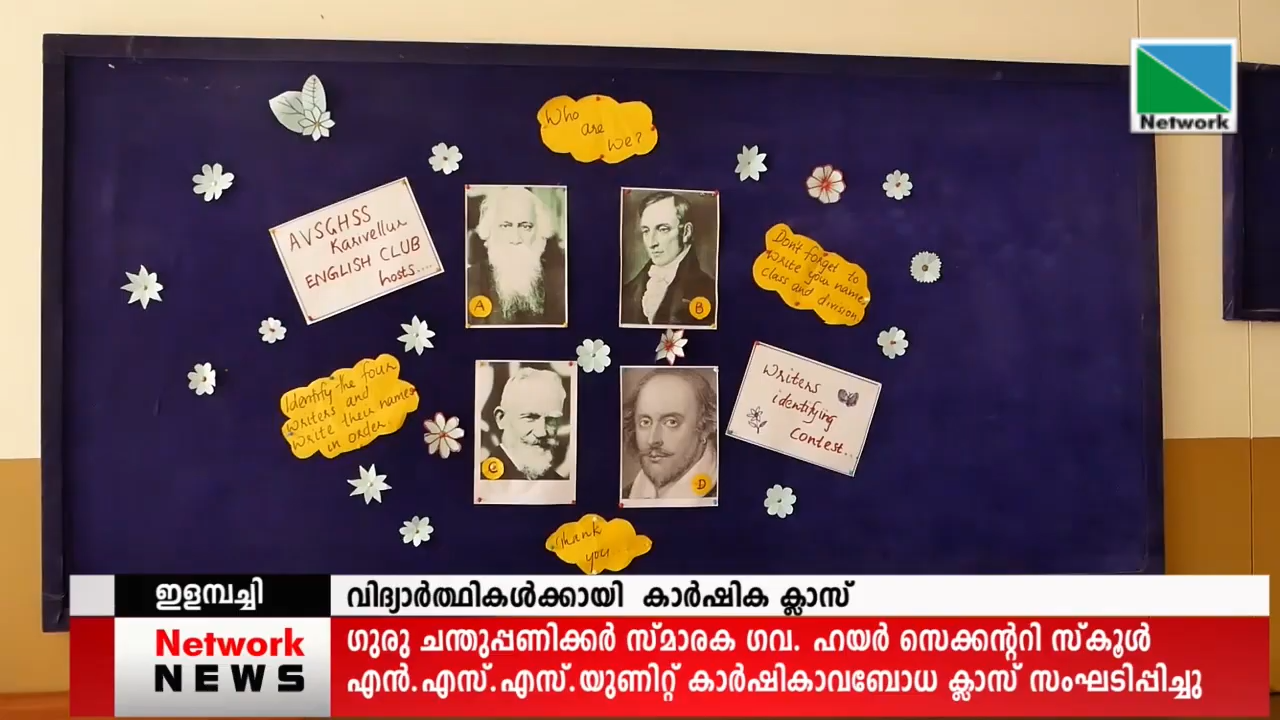 Network
Who
are
we?
AVSGHSS
Karivellur
ENGLISH CLUB
hosts....
A
B
Don't forget to
write your name,
class and division.
Identify the four
writers and
write their names
in order.
Writers
identifying
contest...
C
D
Thank
you...
ഇളമ്പച്ചി
വിദ്യാർത്ഥികൾക്കായി കാർഷിക ക്ലാസ്
Network
NEWS
ഗുരു ചന്തുപ്പണിക്കർ സ്മാരക ഗവ. ഹയർ സെക്കന്ററി സ്കൂൾ
എൻ.എസ്.എസ്.യുണിറ്റ് കാർഷികാവബോധ ക്ലാസ് സംഘടിപ്പിച്ചു